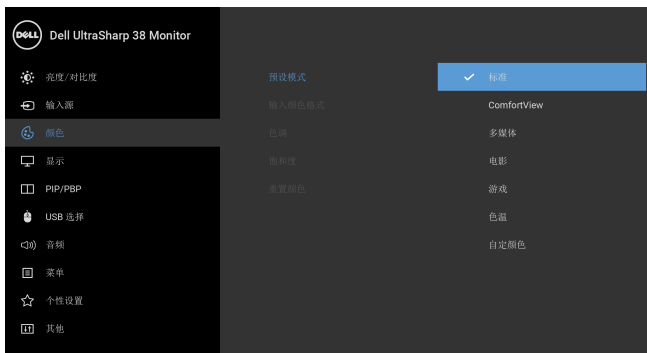 DELL
Dell UltraSharp 38 Monitor
亮度/对比度
预设模式
标准
输入源
输入颜色格式
ComfortView
颜色
色调
多媒体
显示
饱和度
电影
PIP/PBP
重置颜色
游戏
USB 选择
色温
音频
自定颜色
菜单
个性设置
其他